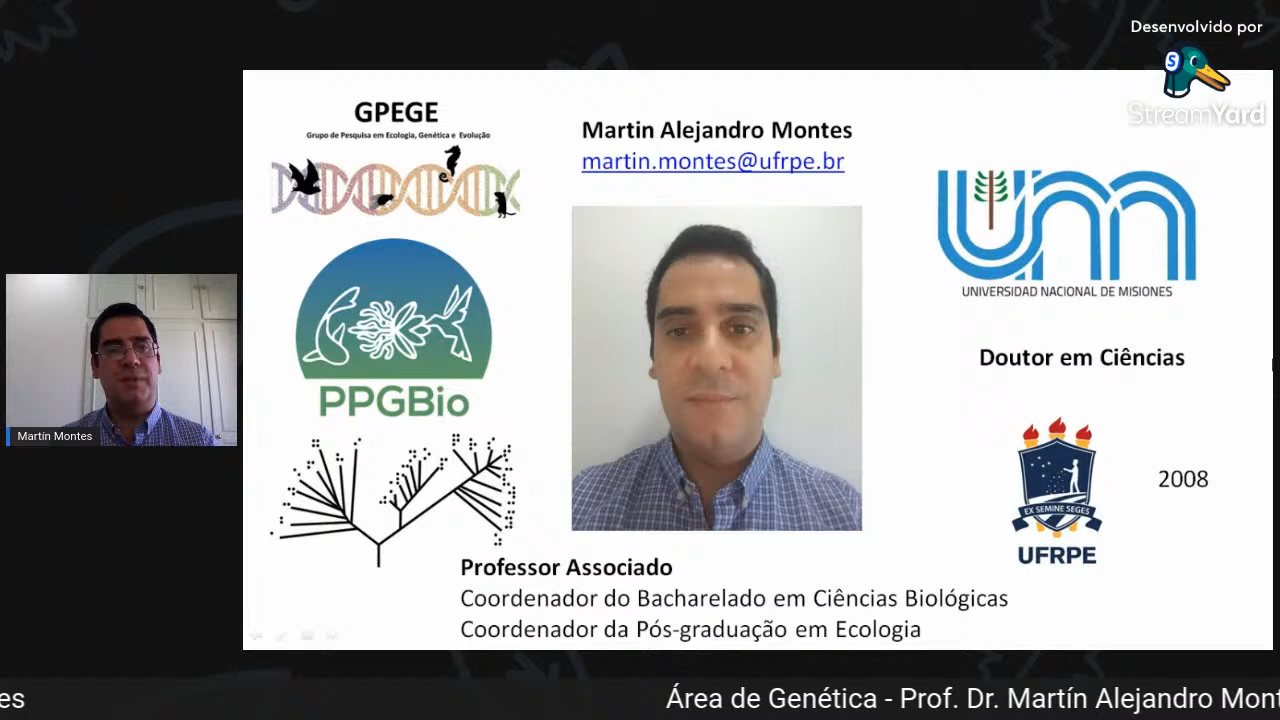 Desenvolvido por
StreamYard
GPEGE
Grupo de Pesquisa em Ecologia, Genética e Evolução
Martin Alejandro Montes
martin.montes@ufrpe.br
UNIVERSIDAD NACIONAL DE MISIONES
PPGBio
Doutor em Ciências
Martín Montes
2008
EX SEMINE SEGES
UFRPE
Professor Associado
Coordenador do Bacharelado em Ciências Biológicas
Coordenador da Pós-graduação em Ecologia
es
Área de Genética - Prof. Dr. Martín Alejandro Mont